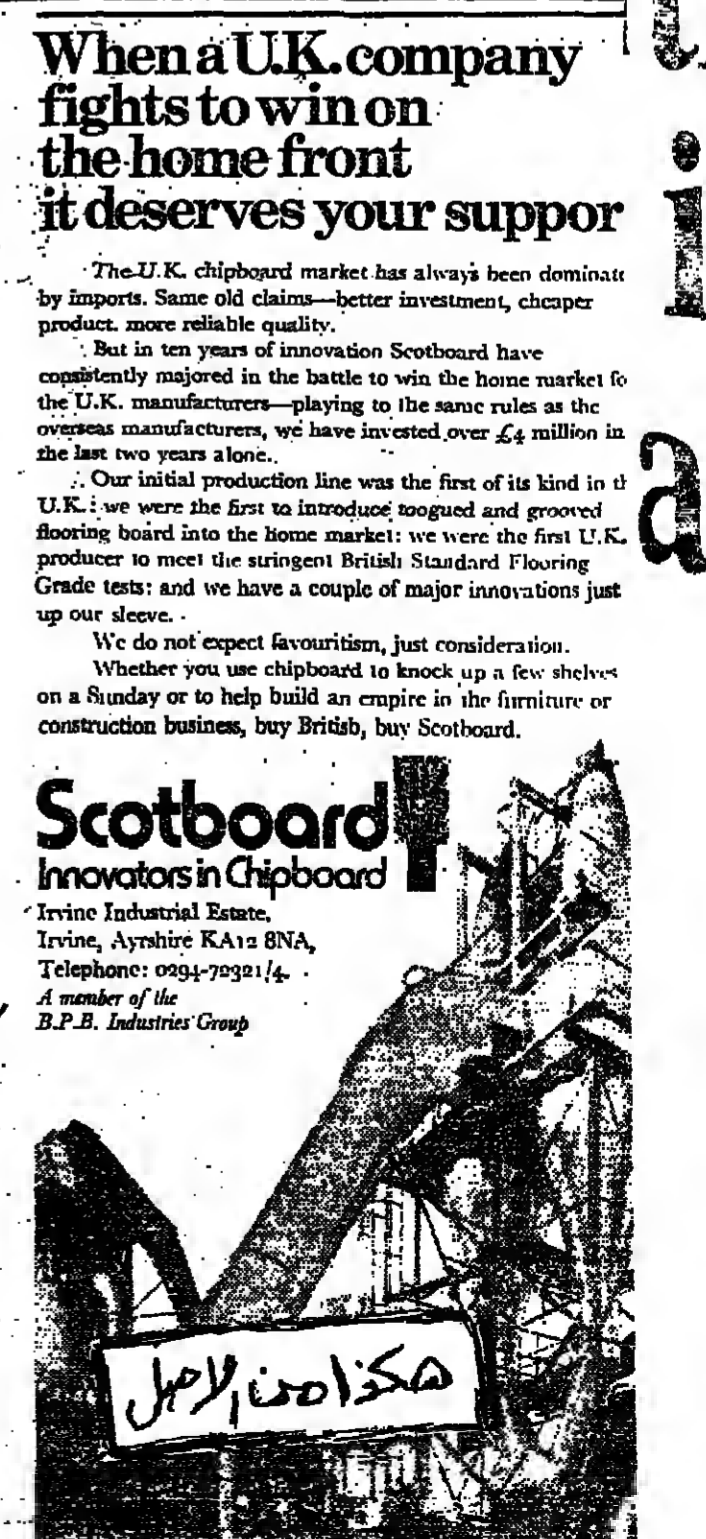 When a U.K. company
fights to win on
the home front
it deserves your suppor
The U.K. chipboard market has always been dominate
by imports. Same old claims—better investment, cheaper
product. more reliable quality.
But in ten years of innovation Scotboard have
consistently majored in the battle to win the home market fo
the U.K. manufacturers—playing to the same rules as the
overseas manufacturers, we have invested over £4 million in
the last two years alone.
Our initial production line was the first of its kind in th
U.K.: we were the first to introduce toogued and grooved
flooring board into the home market: we were the first U.K.
producer to meet the stringent British Standard Flooring
Grade tests: and we have a couple of major innovations just
up our sleeve.
We do not expect favouritism, just consideration.
Whether you use chipboard to knock up a few shelves
on a Sunday or to help build an empire in the furniture or
construction business, buy British, buy Scotboard.
Scotboard
Innovators in Chipboard
Irvine Industrial Estate,
Irvine, Ayrshire KA12 8NA,
Telephone: 0294-72321/4.
A member of the
B.P.B. Industries Group
هكذا من الاصل